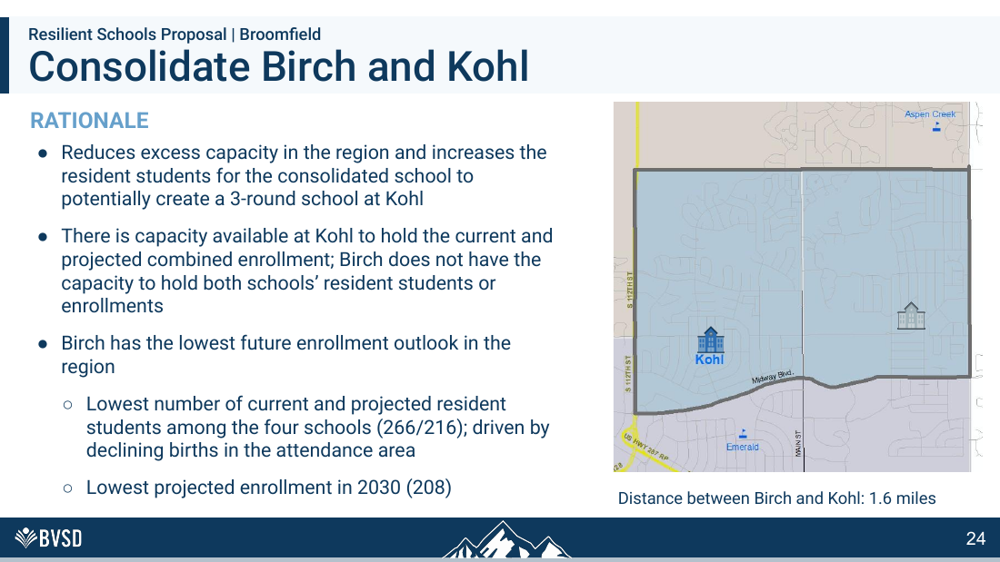 Resilient Schools Proposal | Broomfield
Consolidate Birch and Kohl
RATIONALE
● Reduces excess capacity in the region and increases the
resident students for the consolidated school to
potentially create a 3-round school at Kohl
● There is capacity available at Kohl to hold the current and
projected combined enrollment; Birch does not have the
capacity to hold both schools’ resident students or
enrollments
● Birch has the lowest future enrollment outlook in the
region
○ Lowest number of current and projected resident
students among the four schools (266/216); driven by
declining births in the attendance area
○ Lowest projected enrollment in 2030 (208)
Aspen Creek
S 112TH ST
S 112TH ST
Kohl
Midway Blvd.
Emerald
MAIN ST
US HWY 287 RP
Distance between Birch and Kohl: 1.6 miles
BVSD
24